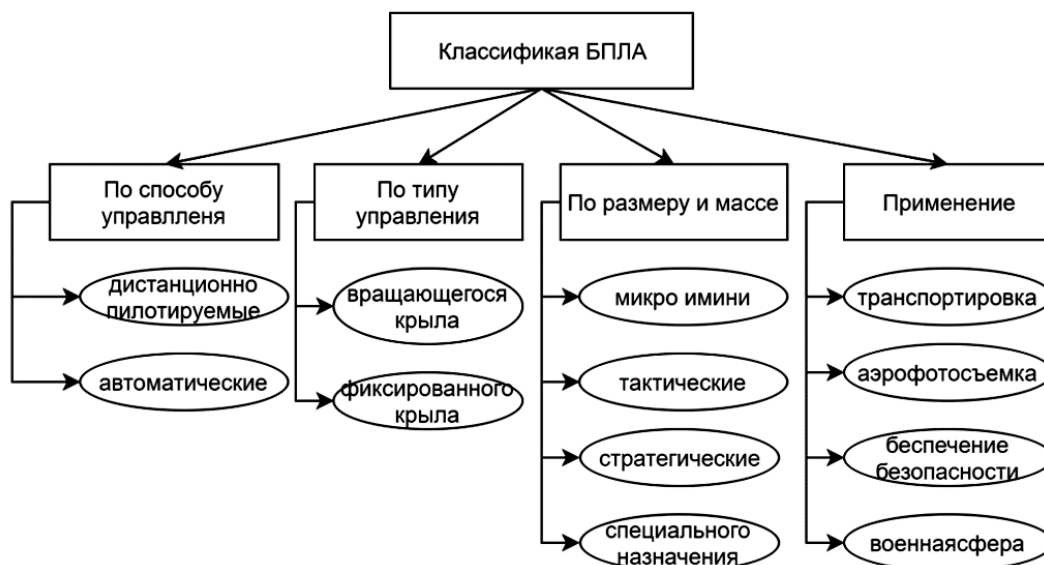 Классификая БПЛА
По способу
управлленя
По типу
управления
По размеру и массе
Применение
дистанционно
пилотируемые
автоматические
вращающегося
крыла
фиксированного
крыла
микро имини
тактические
стратегические
специального
назначения
транспортировка
аэрофотосъемка
беспечение
безопасности
военнаясфера